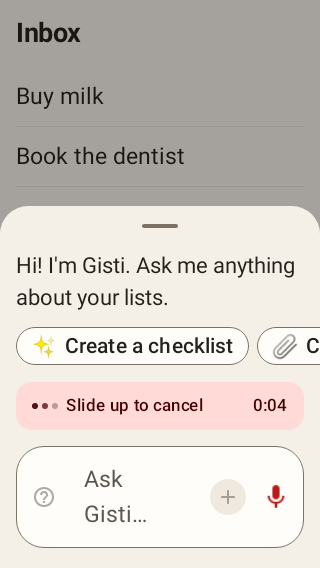 Inbox
Buy milk
Book the dentist
Hi! I'm Gisti. Ask me anything
about your lists.
Create a checklist C
Slide up to cancel 0:04
Ask
Gisti…